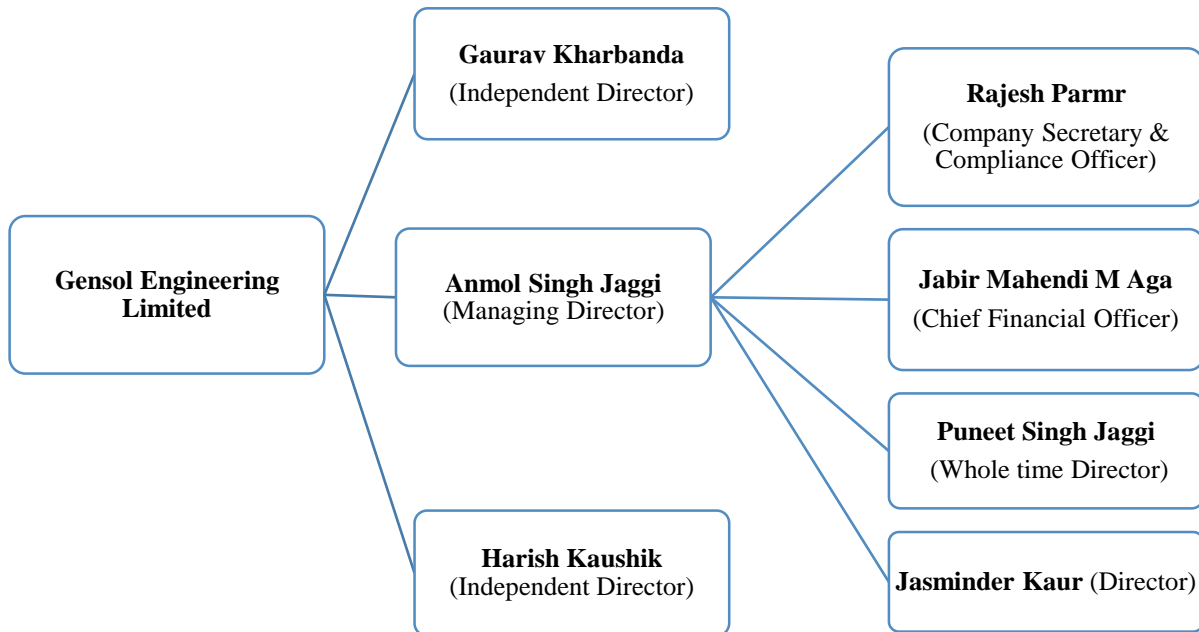 Gensol Engineering
Limited
Gaurav Kharbanda
(Independent Director)
Anmol Singh Jaggi
(Managing Director)
Harish Kaushik
(Independent Director)
Rajesh Parmr
(Company Secretary &
Compliance Officer)
Jabir Mahendi M Aga
(Chief Financial Officer)
Puneet Singh Jaggi
(Whole time Director)
Jasminder Kaur (Director)